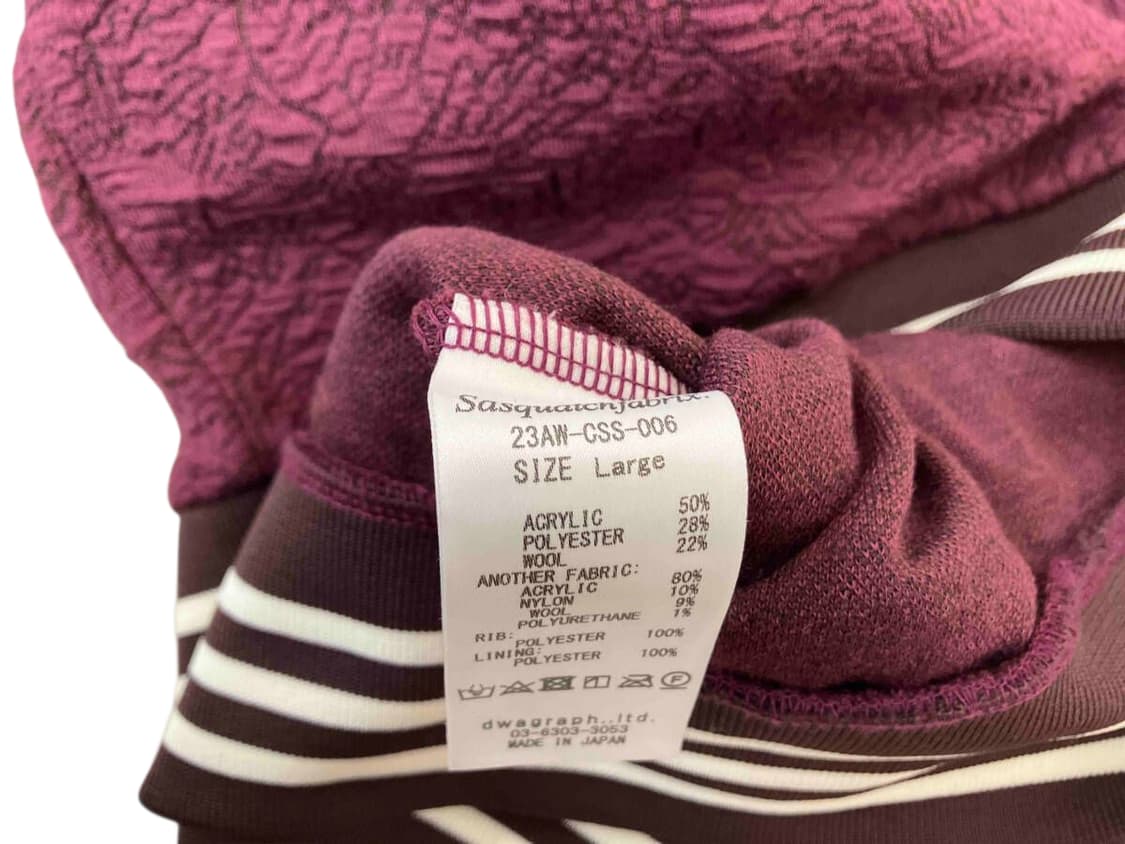 Sasquatchfabrix.
23AW-CSS-006
SIZE Large
ACRYLIC 50%
POLYESTER 28%
WOOL 22%
ANOTHER FABRIC:
ACRYLIC 80%
NYLON 10%
WOOL 9%
POLYURETHANE 1%
RIB: POLYESTER 100%
LINING: POLYESTER 100%
dwagraph.,ltd.
03-6303-3053
MADE IN JAPAN